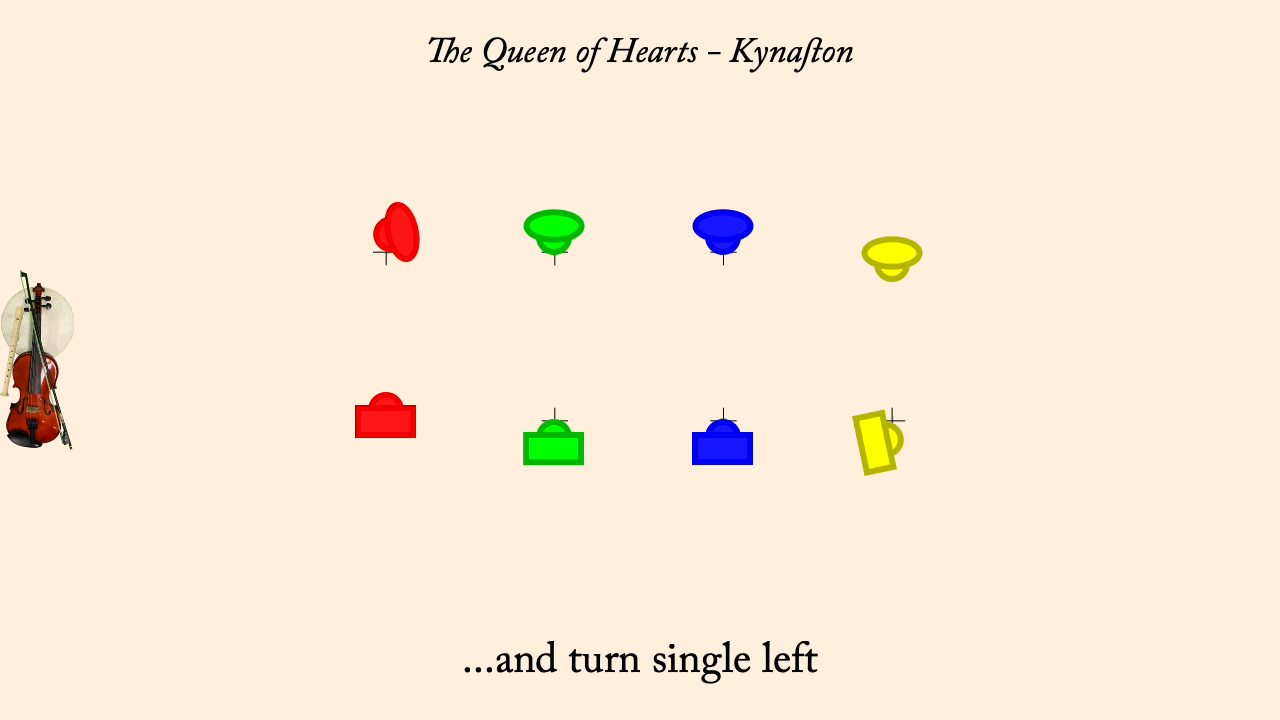 The Queen of Hearts – Kynaſton
...and turn single left